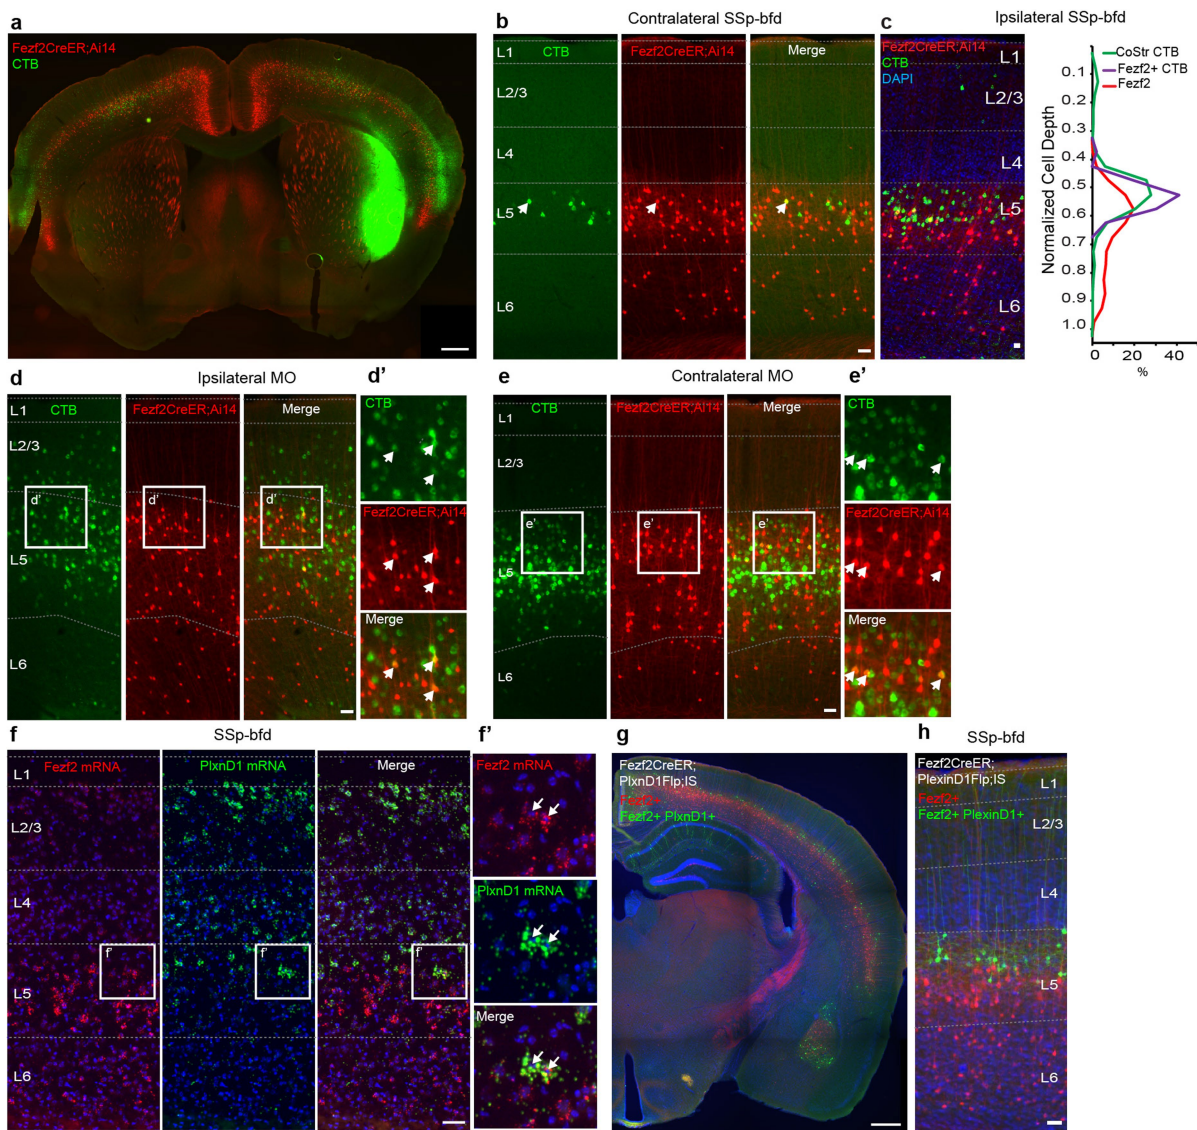 a
Fezf2CreER;Ai14
CTB
b
Contralateral SSp-bfd
L1
CTB
Fezf2CreER;Ai14
Merge
L2/3
L4
L5
L6
c
Ipsilateral SSp-bfd
Fezf2CreER;Ai14
CTB
DAPI
L1
L2/3
L4
L5
L6
CoStr CTB
Fezf2+ CTB
Fezf2
Normalized Cell Depth
0.1
0.2
0.3
0.4
0.5
0.6
0.7
0.8
0.9
1.0
0
20
40
%
d
Ipsilateral MO
L1
CTB
Fezf2CreER;Ai14
Merge
L2/3
d'
d'
d'
L5
L6
d'
CTB
Fezf2CreER;Ai14
Merge
e
Contralateral MO
L1
CTB
Fezf2CreER;Ai14
Merge
L2/3
e'
e'
e'
L5
L6
e'
CTB
Fezf2CreER;Ai14
Merge
f
SSp-bfd
Fezf2 mRNA
PlxnD1 mRNA
Merge
L1
L2/3
L4
f'
f'
f'
L5
L6
f'
Fezf2 mRNA
PlxnD1 mRNA
Merge
g
Fezf2CreER;
PlxnD1Flp;IS
Fezf2+
Fezf2+ PlxnD1+
h
SSp-bfd
Fezf2CreER;
PlexinD1Flp;IS
Fezf2+
Fezf2+ PlexinD1+
L1
L2/3
L4
L5
L6